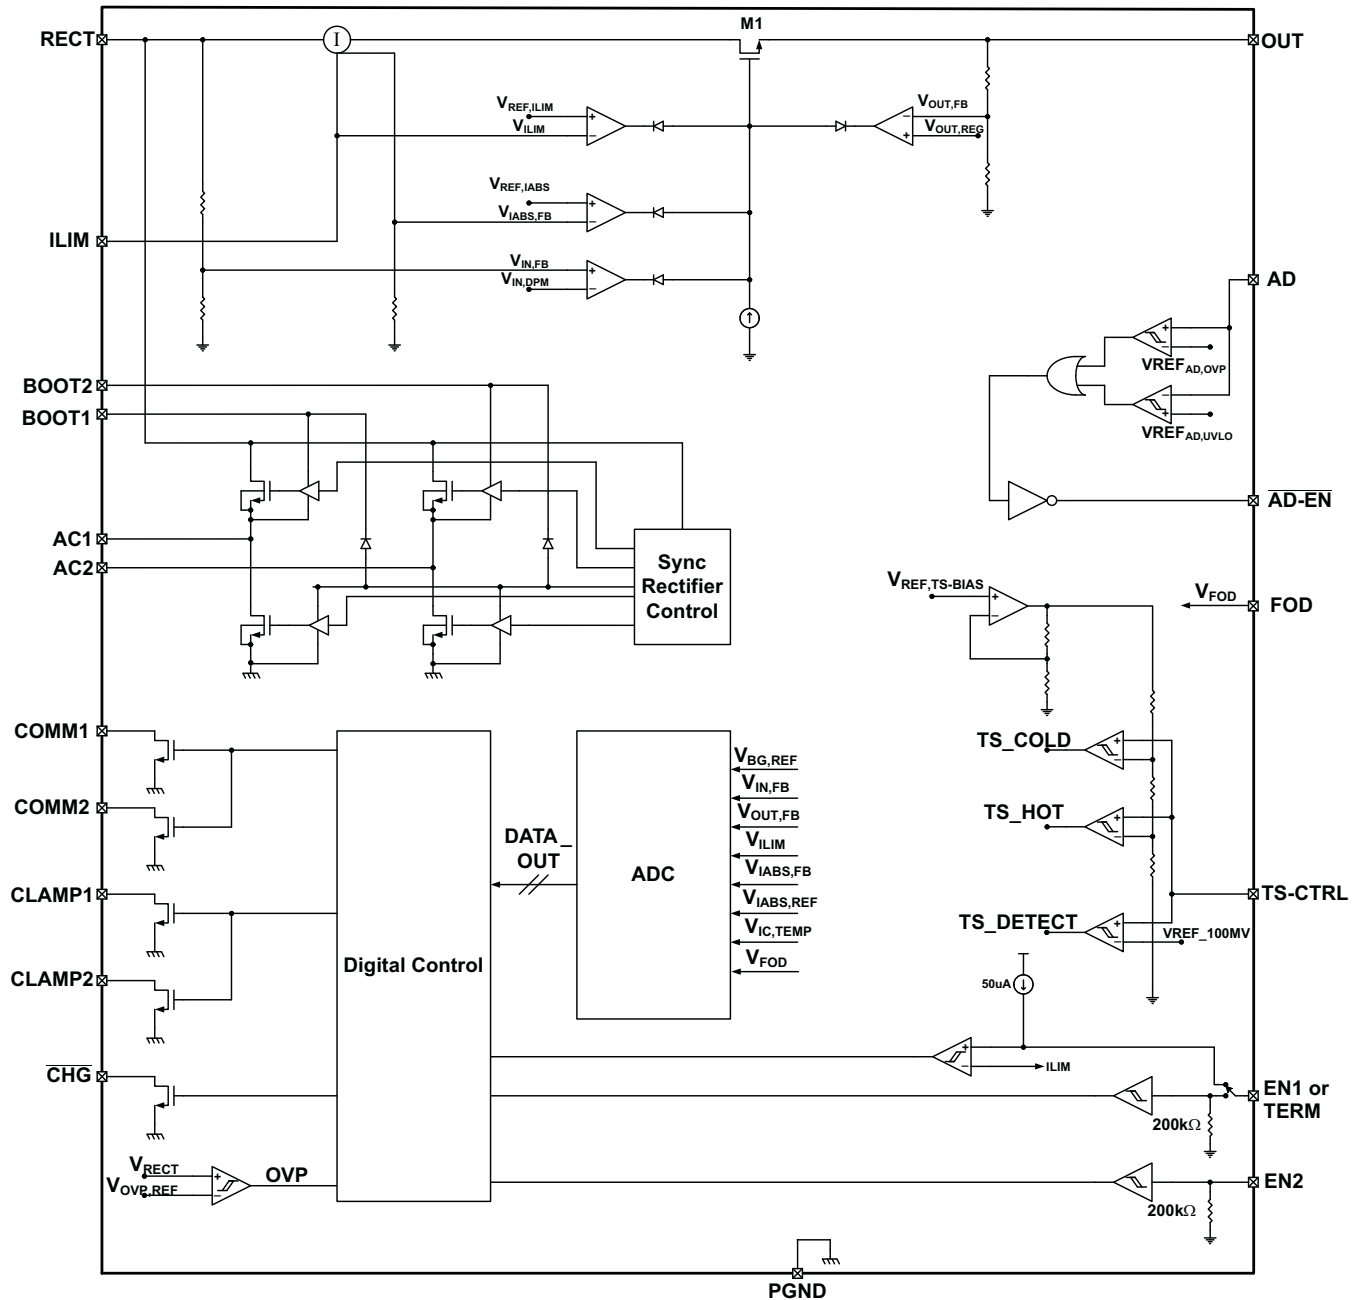 RECT
I
M1
OUT
VREF,ILIM
VILIM
VOUT,FB
VOUT,REG
VREF,IABS
VIABS,FB
ILIM
VIN,FB
VIN,DPM
AD
VREFAD,OVP
VREFAD,UVLO
BOOT2
BOOT1
AD-EN
AC1
AC2
Sync
Rectifier
Control
VREF,TS-BIAS
VFOD
FOD
COMM1
COMM2
CLAMP1
CLAMP2
CHG
Digital Control
DATA_
OUT
ADC
VBG,REF
VIN,FB
VOUT,FB
VILIM
VIABS,FB
VIABS,REF
VIC,TEMP
VFOD
TS_COLD
TS_HOT
TS-CTRL
TS_DETECT
VREF_100MV
50uA
ILIM
EN1 or
TERM
200kΩ
VRECT
VOVP,REF
OVP
EN2
200kΩ
PGND